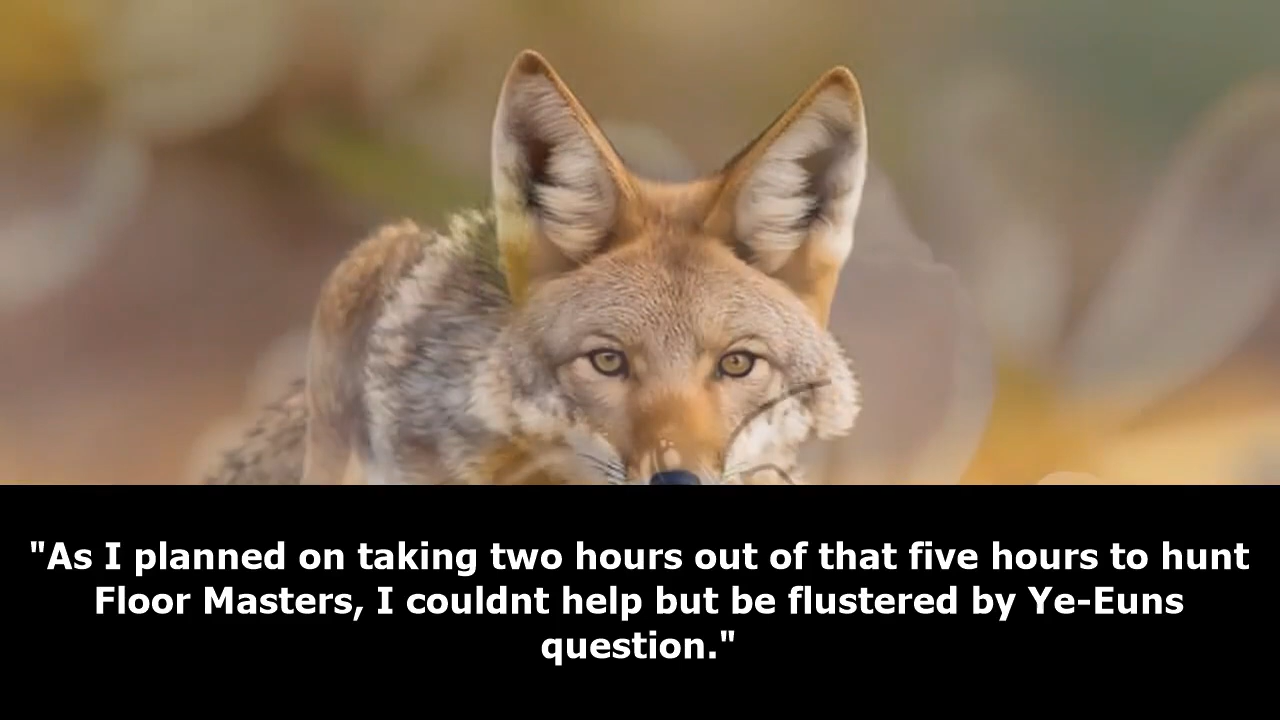 "As I planned on taking two hours out of that five hours to hunt
Floor Masters, I couldnt help but be flustered by Ye-Euns
question."